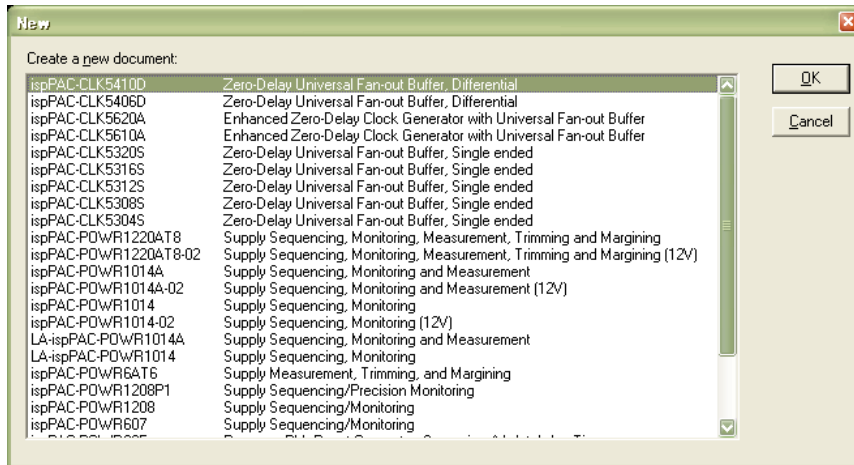 New
Create a new document:
ispPAC-CLK5410D Zero-Delay Universal Fan-out Buffer, Differential
ispPAC-CLK5406D Zero-Delay Universal Fan-out Buffer, Differential
ispPAC-CLK5620A Enhanced Zero-Delay Clock Generator with Universal Fan-out Buffer
ispPAC-CLK5610A Enhanced Zero-Delay Clock Generator with Universal Fan-out Buffer
ispPAC-CLK5320S Zero-Delay Universal Fan-out Buffer, Single ended
ispPAC-CLK5316S Zero-Delay Universal Fan-out Buffer, Single ended
ispPAC-CLK5312S Zero-Delay Universal Fan-out Buffer, Single ended
ispPAC-CLK5308S Zero-Delay Universal Fan-out Buffer, Single ended
ispPAC-CLK5304S Zero-Delay Universal Fan-out Buffer, Single ended
ispPAC-POWR1220AT8 Supply Sequencing, Monitoring, Measurement, Trimming and Margining
ispPAC-POWR1220AT8-02 Supply Sequencing, Monitoring, Measurement, Trimming and Margining (12V)
ispPAC-POWR1014A Supply Sequencing, Monitoring and Measurement
ispPAC-POWR1014A-02 Supply Sequencing, Monitoring and Measurement (12V)
ispPAC-POWR1014 Supply Sequencing, Monitoring
ispPAC-POWR1014-02 Supply Sequencing, Monitoring (12V)
LA-ispPAC-POWR1014A Supply Sequencing, Monitoring and Measurement
LA-ispPAC-POWR1014 Supply Sequencing, Monitoring
ispPAC-POWR6AT6 Supply Measurement, Trimming, and Margining
ispPAC-POWR1208P1 Supply Sequencing/Precision Monitoring
ispPAC-POWR1208 Supply Sequencing/Monitoring
ispPAC-POWR607 Supply Sequencing/Monitoring
OK
Cancel